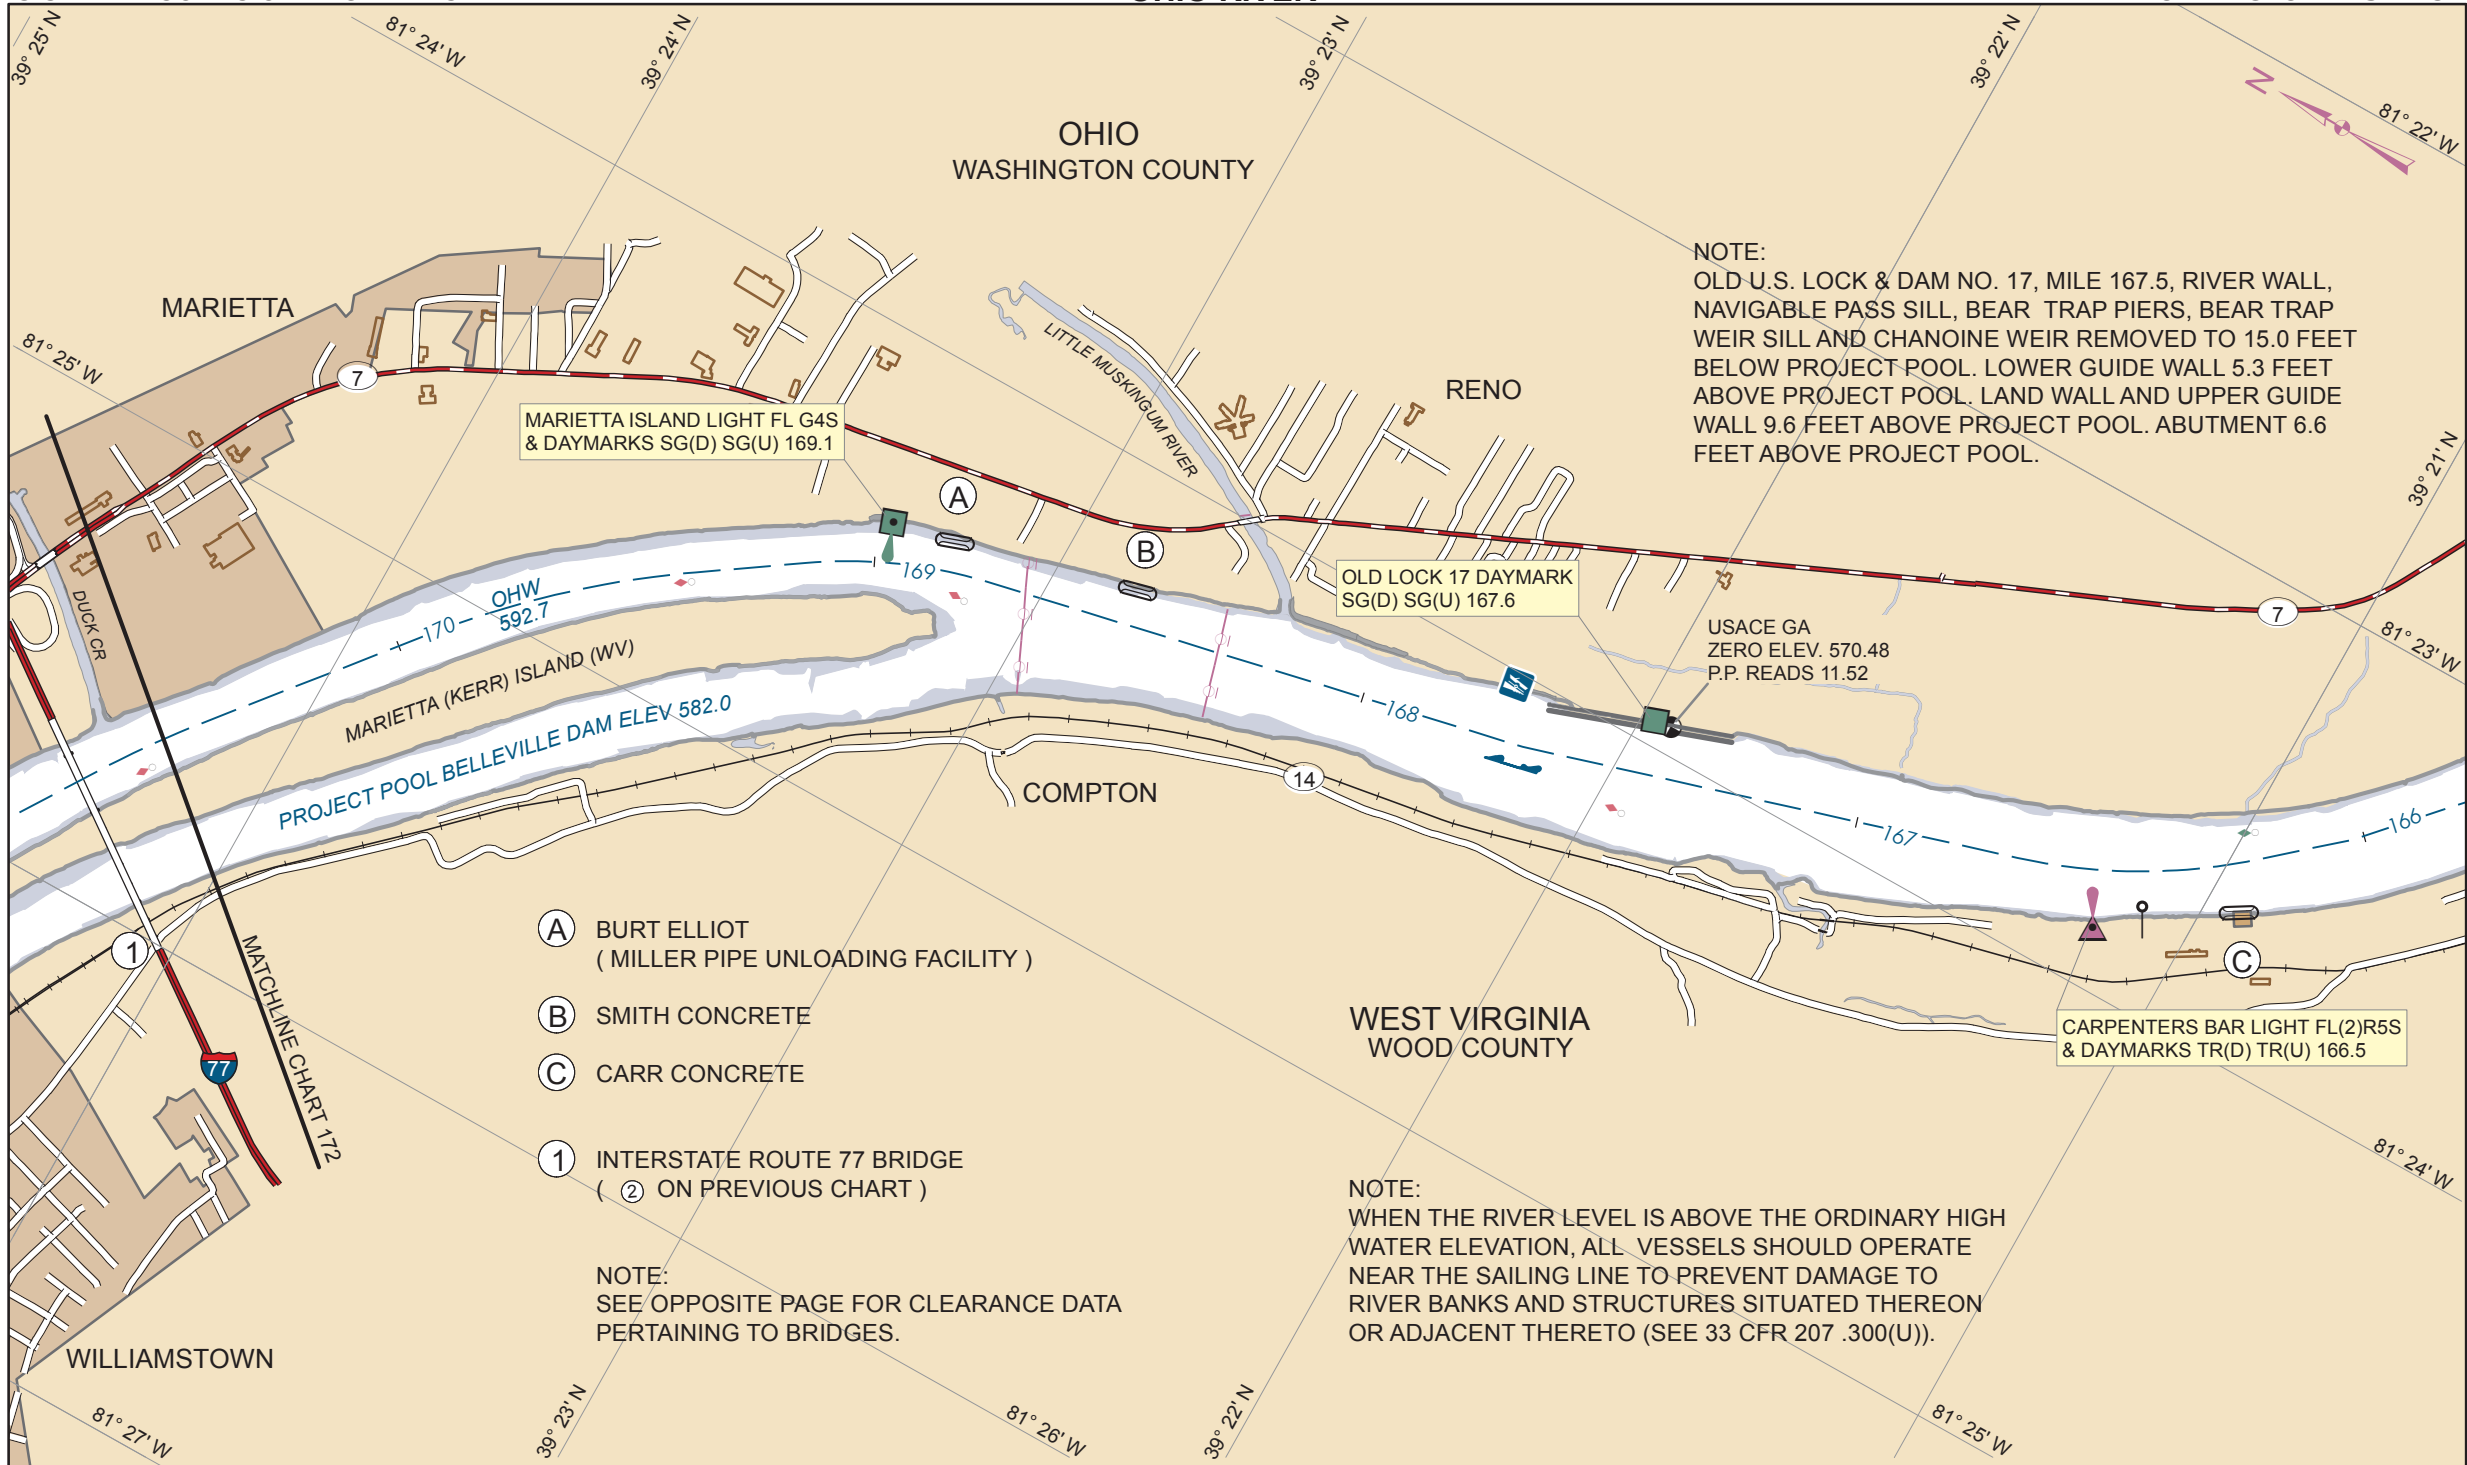 39° 25' N
81° 24' W
39° 24' N
39° 23' N
39° 22' N
N
81° 22' W
OHIO
WASHINGTON COUNTY
NOTE:
OLD U.S. LOCK & DAM NO. 17, MILE 167.5, RIVER WALL,
NAVIGABLE PASS SILL, BEAR TRAP PIERS, BEAR TRAP
WEIR SILL AND CHANOINE WEIR REMOVED TO 15.0 FEET
BELOW PROJECT POOL. LOWER GUIDE WALL 5.3 FEET
ABOVE PROJECT POOL. LAND WALL AND UPPER GUIDE
WALL 9.6 FEET ABOVE PROJECT POOL. ABUTMENT 6.6
FEET ABOVE PROJECT POOL.
MARIETTA
81° 25' W
7
LITTLE MUSKINGUM RIVER
RENO
39° 21' N
MARIETTA ISLAND LIGHT FL G4S
& DAYMARKS SG(D) SG(U) 169.1
A
B
OLD LOCK 17 DAYMARK
SG(D) SG(U) 167.6
7
81° 23' W
DUCK CR
170
OHW
592.7
169
USACE GA
ZERO ELEV. 570.48
P.P. READS 11.52
MARIETTA (KERR) ISLAND (WV)
PROJECT POOL BELLEVILLE DAM ELEV 582.0
168
167
166
COMPTON
14
1
MATCHLINE CHART 172
77
C
A
BURT ELLIOT
( MILLER PIPE UNLOADING FACILITY )
B
SMITH CONCRETE
C
CARR CONCRETE
WEST VIRGINIA
WOOD COUNTY
CARPENTERS BAR LIGHT FL(2)R5S
& DAYMARKS TR(D) TR(U) 166.5
1
INTERSTATE ROUTE 77 BRIDGE
( 2 ON PREVIOUS CHART )
81° 24' W
NOTE:
SEE OPPOSITE PAGE FOR CLEARANCE DATA
PERTAINING TO BRIDGES.
NOTE:
WHEN THE RIVER LEVEL IS ABOVE THE ORDINARY HIGH
WATER ELEVATION, ALL VESSELS SHOULD OPERATE
NEAR THE SAILING LINE TO PREVENT DAMAGE TO
RIVER BANKS AND STRUCTURES SITUATED THEREON
OR ADJACENT THERETO (SEE 33 CFR 207 .300(U)).
WILLIAMSTOWN
81° 27' W
39° 23' N
81° 26' W
39° 22' N
81° 25' W